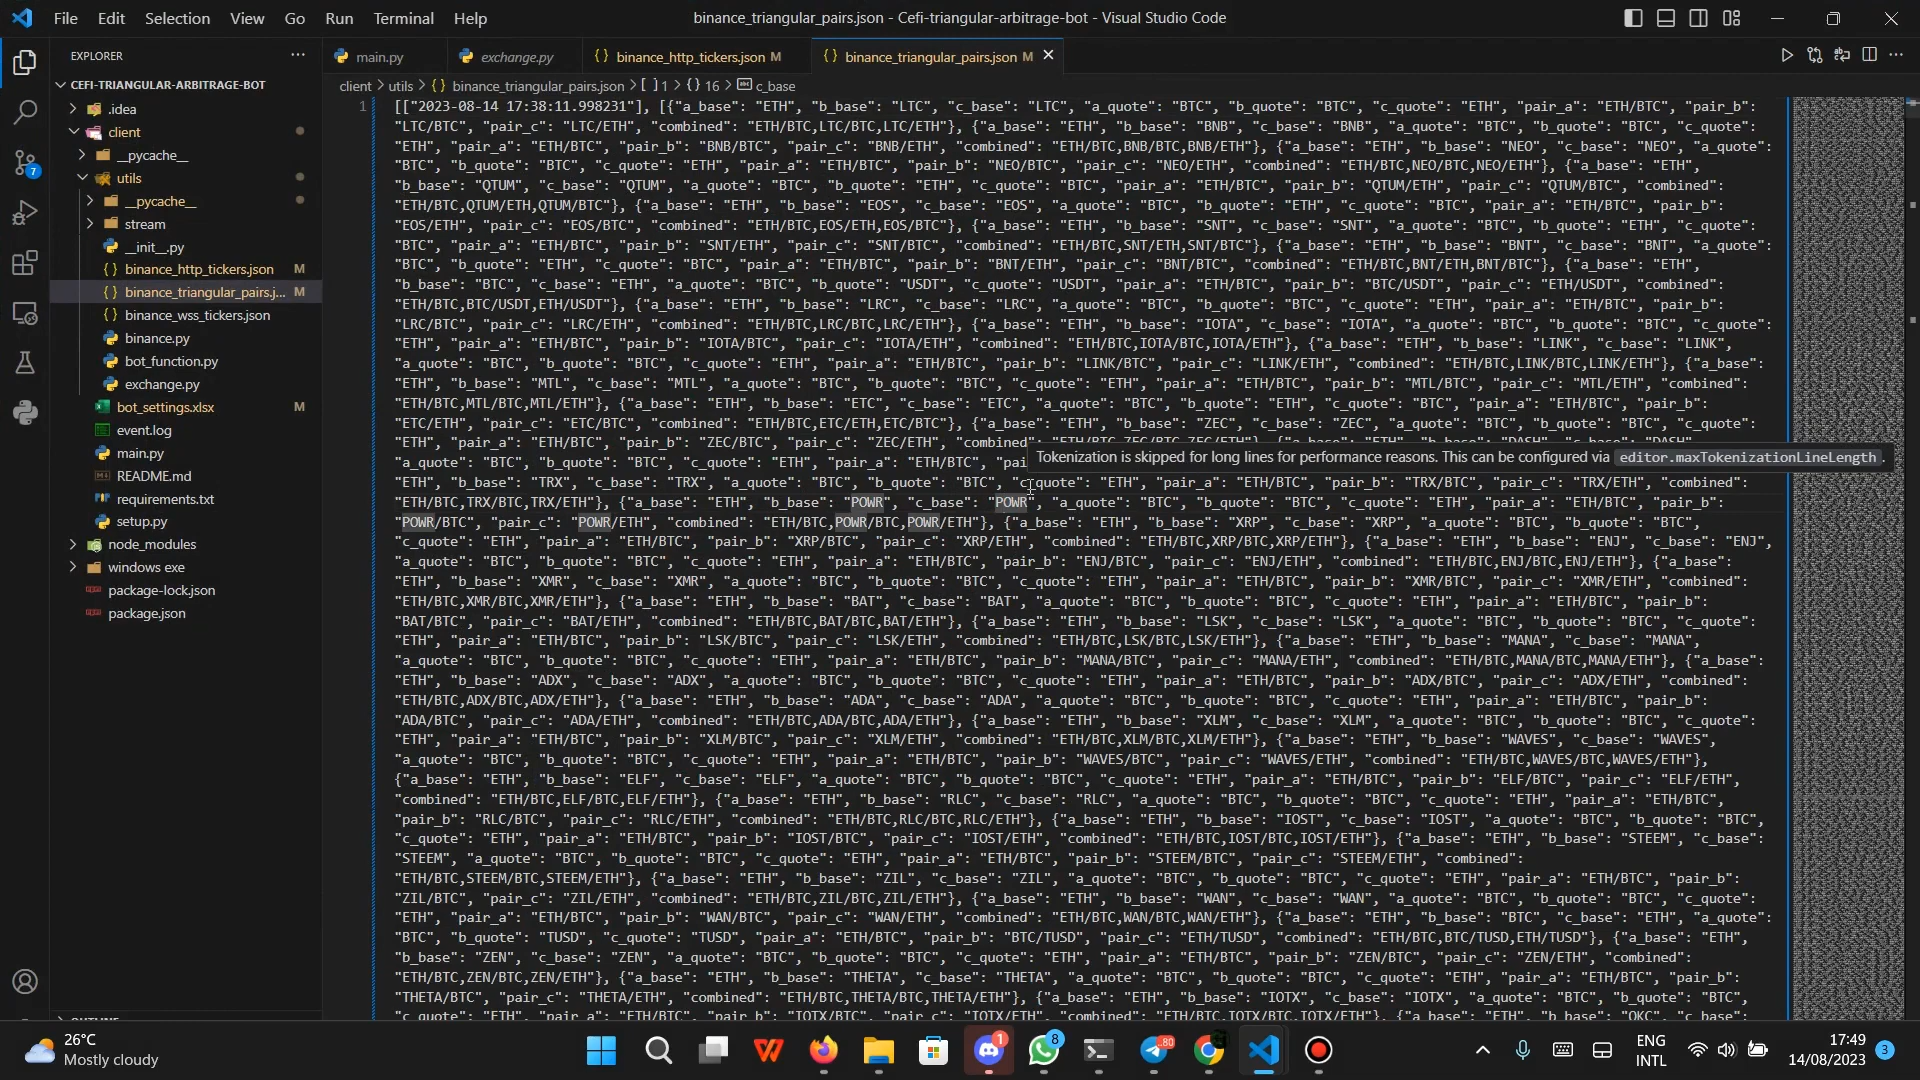 File Edit Selection View Go Run Terminal Help
binance_triangular_pairs.json - Cefi-triangular-arbitrage-bot - Visual Studio Code
EXPLORER
CEFI-TRIANGULAR-ARBITRAGE-BOT
.idea
client
__pycache__
utils
__pycache__
stream
__init__.py
binance_http_tickers.json M
binance_triangular_pairs.j... M
binance_wss_tickers.json
binance.py
bot_function.py
exchange.py
bot_settings.xlsx M
event.log
main.py
README.md
requirements.txt
setup.py
node_modules
windows exe
package-lock.json
package.json
7
main.py
exchange.py
{} binance_http_tickers.json M
{} binance_triangular_pairs.json M
client > utils > {} binance_triangular_pairs.json > [ ] 1 > {} 16 > c_base
1
[["2023-08-14 17:38:11.998231"], [{"a_base": "ETH", "b_base": "LTC", "c_base": "LTC", "a_quote": "BTC", "b_quote": "BTC", "c_quote": "ETH", "pair_a": "ETH/BTC", "pair_b":
"LTC/BTC", "pair_c": "LTC/ETH", "combined": "ETH/BTC,LTC/BTC,LTC/ETH"}, {"a_base": "ETH", "b_base": "BNB", "c_base": "BNB", "a_quote": "BTC", "b_quote": "BTC", "c_quote":
"ETH", "pair_a": "ETH/BTC", "pair_b": "BNB/BTC", "pair_c": "BNB/ETH", "combined": "ETH/BTC,BNB/BTC,BNB/ETH"}, {"a_base": "ETH", "b_base": "NEO", "c_base": "NEO", "a_quote":
"BTC", "b_quote": "BTC", "c_quote": "ETH", "pair_a": "ETH/BTC", "pair_b": "NEO/BTC", "pair_c": "NEO/ETH", "combined": "ETH/BTC,NEO/BTC,NEO/ETH"}, {"a_base": "ETH",
"b_base": "QTUM", "c_base": "QTUM", "a_quote": "BTC", "b_quote": "ETH", "c_quote": "BTC", "pair_a": "ETH/BTC", "pair_b": "QTUM/ETH", "pair_c": "QTUM/BTC", "combined":
"ETH/BTC,QTUM/ETH,QTUM/BTC"}, {"a_base": "ETH", "b_base": "EOS", "c_base": "EOS", "a_quote": "BTC", "b_quote": "ETH", "c_quote": "BTC", "pair_a": "ETH/BTC", "pair_b":
"EOS/ETH", "pair_c": "EOS/BTC", "combined": "ETH/BTC,EOS/ETH,EOS/BTC"}, {"a_base": "ETH", "b_base": "SNT", "c_base": "SNT", "a_quote": "BTC", "b_quote": "ETH", "c_quote":
"BTC", "pair_a": "ETH/BTC", "pair_b": "SNT/ETH", "pair_c": "SNT/BTC", "combined": "ETH/BTC,SNT/ETH,SNT/BTC"}, {"a_base": "ETH", "b_base": "BNT", "c_base": "BNT", "a_quote":
"BTC", "b_quote": "ETH", "c_quote": "BTC", "pair_a": "ETH/BTC", "pair_b": "BNT/ETH", "pair_c": "BNT/BTC", "combined": "ETH/BTC,BNT/ETH,BNT/BTC"}, {"a_base": "ETH",
"b_base": "BTC", "c_base": "ETH", "a_quote": "BTC", "b_quote": "USDT", "c_quote": "USDT", "pair_a": "ETH/BTC", "pair_b": "BTC/USDT", "pair_c": "ETH/USDT", "combined":
"ETH/BTC,BTC/USDT,ETH/USDT"}, {"a_base": "ETH", "b_base": "LRC", "c_base": "LRC", "a_quote": "BTC", "b_quote": "BTC", "c_quote": "ETH", "pair_a": "ETH/BTC", "pair_b":
"LRC/BTC", "pair_c": "LRC/ETH", "combined": "ETH/BTC,LRC/BTC,LRC/ETH"}, {"a_base": "ETH", "b_base": "IOTA", "c_base": "IOTA", "a_quote": "BTC", "b_quote": "BTC", "c_quote":
"ETH", "pair_a": "ETH/BTC", "pair_b": "IOTA/BTC", "pair_c": "IOTA/ETH", "combined": "ETH/BTC,IOTA/BTC,IOTA/ETH"}, {"a_base": "ETH", "b_base": "LINK", "c_base": "LINK",
"a_quote": "BTC", "b_quote": "BTC", "c_quote": "ETH", "pair_a": "ETH/BTC", "pair_b": "LINK/BTC", "pair_c": "LINK/ETH", "combined": "ETH/BTC,LINK/BTC,LINK/ETH"}, {"a_base":
"ETH", "b_base": "MTL", "c_base": "MTL", "a_quote": "BTC", "b_quote": "BTC", "c_quote": "ETH", "pair_a": "ETH/BTC", "pair_b": "MTL/BTC", "pair_c": "MTL/ETH", "combined":
"ETH/BTC,MTL/BTC,MTL/ETH"}, {"a_base": "ETH", "b_base": "ETC", "c_base": "ETC", "a_quote": "BTC", "b_quote": "ETH", "c_quote": "BTC", "pair_a": "ETH/BTC", "pair_b":
"ETC/ETH", "pair_c": "ETC/BTC", "combined": "ETH/BTC,ETC/ETH,ETC/BTC"}, {"a_base": "ETH", "b_base": "ZEC", "c_base": "ZEC", "a_quote": "BTC", "b_quote": "BTC", "c_quote":
"ETH", "pair_a": "ETH/BTC", "pair_b": "ZEC/BTC", "pair_c": "ZEC/ETH", "combined": "ETH/BTC,ZEC/BTC,ZEC/ETH"}, {"a_base": "ETH", "b_base": "DASH", "c_base": "DASH",
"a_quote": "BTC", "b_quote": "BTC", "c_quote": "ETH", "pair_a": "ETH/BTC", "pai
Tokenization is skipped for long lines for performance reasons. This can be configured via editor.maxTokenizationLineLength.
"ETH", "b_base": "TRX", "c_base": "TRX", "a_quote": "BTC", "b_quote": "BTC", "c_quote": "ETH", "pair_a": "ETH/BTC", "pair_b": "TRX/BTC", "pair_c": "TRX/ETH", "combined":
"ETH/BTC,TRX/BTC,TRX/ETH"}, {"a_base": "ETH", "b_base": "POWR", "c_base": "POWR", "a_quote": "BTC", "b_quote": "BTC", "c_quote": "ETH", "pair_a": "ETH/BTC", "pair_b":
"POWR/BTC", "pair_c": "POWR/ETH", "combined": "ETH/BTC,POWR/BTC,POWR/ETH"}, {"a_base": "ETH", "b_base": "XRP", "c_base": "XRP", "a_quote": "BTC", "b_quote": "BTC",
"c_quote": "ETH", "pair_a": "ETH/BTC", "pair_b": "XRP/BTC", "pair_c": "XRP/ETH", "combined": "ETH/BTC,XRP/BTC,XRP/ETH"}, {"a_base": "ETH", "b_base": "ENJ", "c_base": "ENJ",
"a_quote": "BTC", "b_quote": "BTC", "c_quote": "ETH", "pair_a": "ETH/BTC", "pair_b": "ENJ/BTC", "pair_c": "ENJ/ETH", "combined": "ETH/BTC,ENJ/BTC,ENJ/ETH"}, {"a_base":
"ETH", "b_base": "XMR", "c_base": "XMR", "a_quote": "BTC", "b_quote": "BTC", "c_quote": "ETH", "pair_a": "ETH/BTC", "pair_b": "XMR/BTC", "pair_c": "XMR/ETH", "combined":
"ETH/BTC,XMR/BTC,XMR/ETH"}, {"a_base": "ETH", "b_base": "BAT", "c_base": "BAT", "a_quote": "BTC", "b_quote": "BTC", "c_quote": "ETH", "pair_a": "ETH/BTC", "pair_b":
"BAT/BTC", "pair_c": "BAT/ETH", "combined": "ETH/BTC,BAT/BTC,BAT/ETH"}, {"a_base": "ETH", "b_base": "LSK", "c_base": "LSK", "a_quote": "BTC", "b_quote": "BTC", "c_quote":
"ETH", "pair_a": "ETH/BTC", "pair_b": "LSK/BTC", "pair_c": "LSK/ETH", "combined": "ETH/BTC,LSK/BTC,LSK/ETH"}, {"a_base": "ETH", "b_base": "MANA", "c_base": "MANA",
"a_quote": "BTC", "b_quote": "BTC", "c_quote": "ETH", "pair_a": "ETH/BTC", "pair_b": "MANA/BTC", "pair_c": "MANA/ETH", "combined": "ETH/BTC,MANA/BTC,MANA/ETH"}, {"a_base":
"ETH", "b_base": "ADX", "c_base": "ADX", "a_quote": "BTC", "b_quote": "BTC", "c_quote": "ETH", "pair_a": "ETH/BTC", "pair_b": "ADX/BTC", "pair_c": "ADX/ETH", "combined":
"ETH/BTC,ADX/BTC,ADX/ETH"}, {"a_base": "ETH", "b_base": "ADA", "c_base": "ADA", "a_quote": "BTC", "b_quote": "BTC", "c_quote": "ETH", "pair_a": "ETH/BTC", "pair_b":
"ADA/BTC", "pair_c": "ADA/ETH", "combined": "ETH/BTC,ADA/BTC,ADA/ETH"}, {"a_base": "ETH", "b_base": "XLM", "c_base": "XLM", "a_quote": "BTC", "b_quote": "BTC", "c_quote":
"ETH", "pair_a": "ETH/BTC", "pair_b": "XLM/BTC", "pair_c": "XLM/ETH", "combined": "ETH/BTC,XLM/BTC,XLM/ETH"}, {"a_base": "ETH", "b_base": "WAVES", "c_base": "WAVES",
"a_quote": "BTC", "b_quote": "BTC", "c_quote": "ETH", "pair_a": "ETH/BTC", "pair_b": "WAVES/BTC", "pair_c": "WAVES/ETH", "combined": "ETH/BTC,WAVES/BTC,WAVES/ETH"},
{"a_base": "ETH", "b_base": "ELF", "c_base": "ELF", "a_quote": "BTC", "b_quote": "BTC", "c_quote": "ETH", "pair_a": "ETH/BTC", "pair_b": "ELF/BTC", "pair_c": "ELF/ETH",
"combined": "ETH/BTC,ELF/BTC,ELF/ETH"}, {"a_base": "ETH", "b_base": "RLC", "c_base": "RLC", "a_quote": "BTC", "b_quote": "BTC", "c_quote": "ETH", "pair_a": "ETH/BTC",
"pair_b": "RLC/BTC", "pair_c": "RLC/ETH", "combined": "ETH/BTC,RLC/BTC,RLC/ETH"}, {"a_base": "ETH", "b_base": "IOST", "c_base": "IOST", "a_quote": "BTC", "b_quote": "BTC",
"c_quote": "ETH", "pair_a": "ETH/BTC", "pair_b": "IOST/BTC", "pair_c": "IOST/ETH", "combined": "ETH/BTC,IOST/BTC,IOST/ETH"}, {"a_base": "ETH", "b_base": "STEEM", "c_base":
"STEEM", "a_quote": "BTC", "b_quote": "BTC", "c_quote": "ETH", "pair_a": "ETH/BTC", "pair_b": "STEEM/BTC", "pair_c": "STEEM/ETH", "combined":
"ETH/BTC,STEEM/BTC,STEEM/ETH"}, {"a_base": "ETH", "b_base": "ZIL", "c_base": "ZIL", "a_quote": "BTC", "b_quote": "BTC", "c_quote": "ETH", "pair_a": "ETH/BTC", "pair_b":
"ZIL/BTC", "pair_c": "ZIL/ETH", "combined": "ETH/BTC,ZIL/BTC,ZIL/ETH"}, {"a_base": "ETH", "b_base": "WAN", "c_base": "WAN", "a_quote": "BTC", "b_quote": "BTC", "c_quote":
"ETH", "pair_a": "ETH/BTC", "pair_b": "WAN/BTC", "pair_c": "WAN/ETH", "combined": "ETH/BTC,WAN/BTC,WAN/ETH"}, {"a_base": "ETH", "b_base": "BTC", "c_base": "ETH", "a_quote":
"BTC", "b_quote": "TUSD", "c_quote": "TUSD", "pair_a": "ETH/BTC", "pair_b": "BTC/TUSD", "pair_c": "ETH/TUSD", "combined": "ETH/BTC,BTC/TUSD,ETH/TUSD"}, {"a_base": "ETH",
"b_base": "ZEN", "c_base": "ZEN", "a_quote": "BTC", "b_quote": "BTC", "c_quote": "ETH", "pair_a": "ETH/BTC", "pair_b": "ZEN/BTC", "pair_c": "ZEN/ETH", "combined":
"ETH/BTC,ZEN/BTC,ZEN/ETH"}, {"a_base": "ETH", "b_base": "THETA", "c_base": "THETA", "a_quote": "BTC", "b_quote": "BTC", "c_quote": "ETH", "pair_a": "ETH/BTC", "pair_b":
"THETA/BTC", "pair_c": "THETA/ETH", "combined": "ETH/BTC,THETA/BTC,THETA/ETH"}, {"a_base": "ETH", "b_base": "IOTX", "c_base": "IOTX", "a_quote": "BTC", "b_quote": "BTC",
"c_quote": "ETH", "pair_a": "ETH/BTC", "pair_b": "IOTX/BTC", "pair_c": "IOTX/ETH", "combined": "ETH/BTC,IOTX/BTC,IOTX/ETH"}, {"a_base": "ETH", "b_base": "QKC", "c_base":
26°C
Mostly cloudy
1
8
80
ENG
INTL
17:49
14/08/2023
3